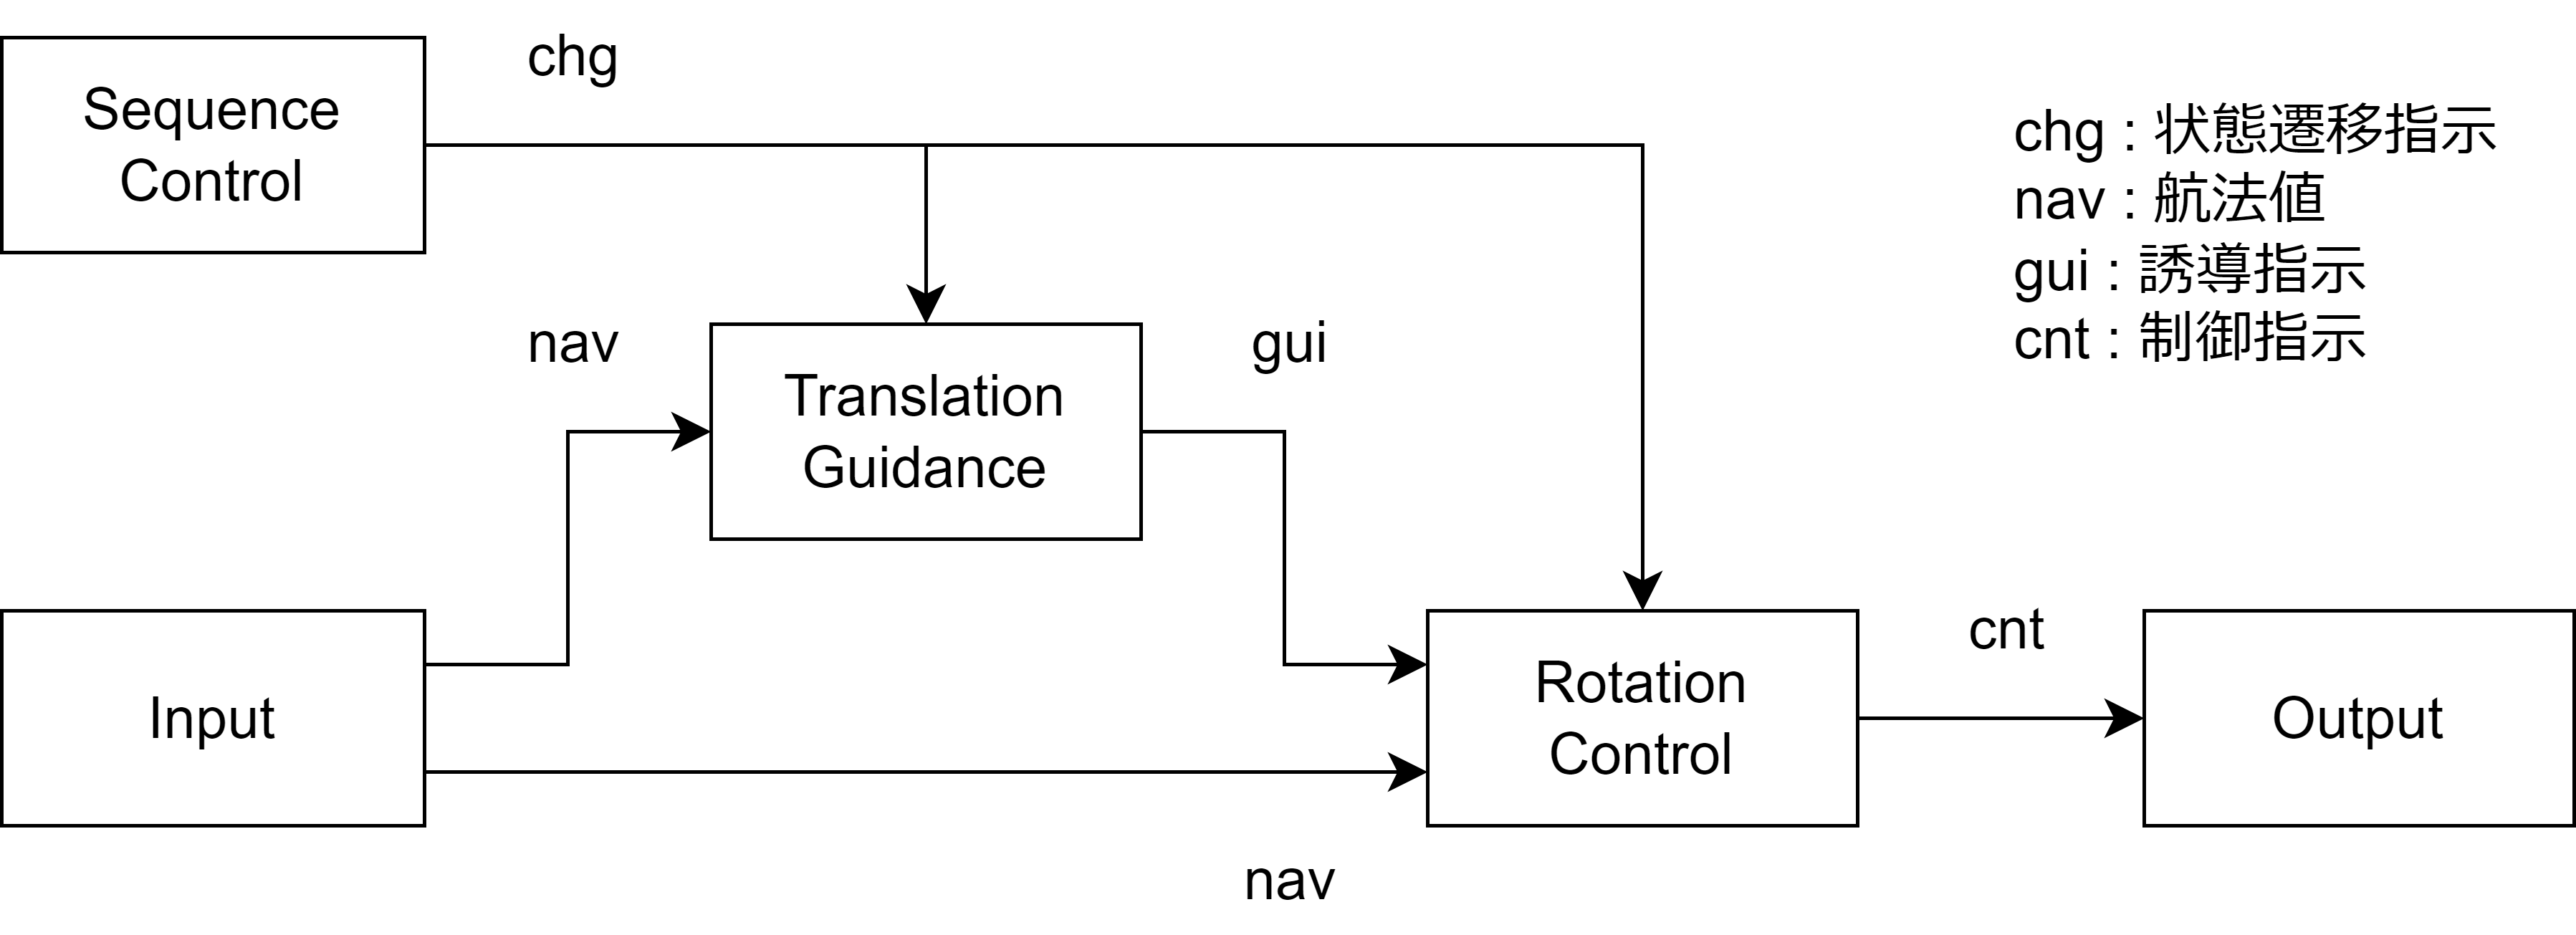 chg
Sequence
Control
chg : 状態遷移指示
nav : 航法値
gui : 誘導指示
cnt : 制御指示
nav
Translation
Guidance
gui
Input
Rotation
Control
cnt
Output
nav